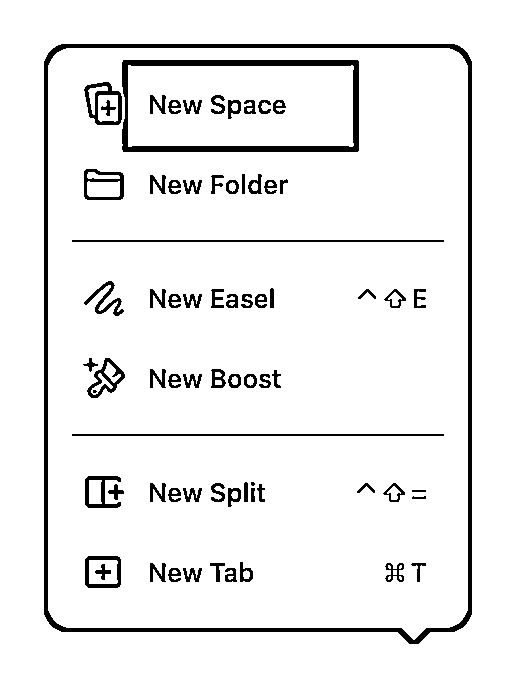 New Space
New Folder
New Easel ^⇧E
New Boost
New Split ^⇧=
New Tab ⌘T